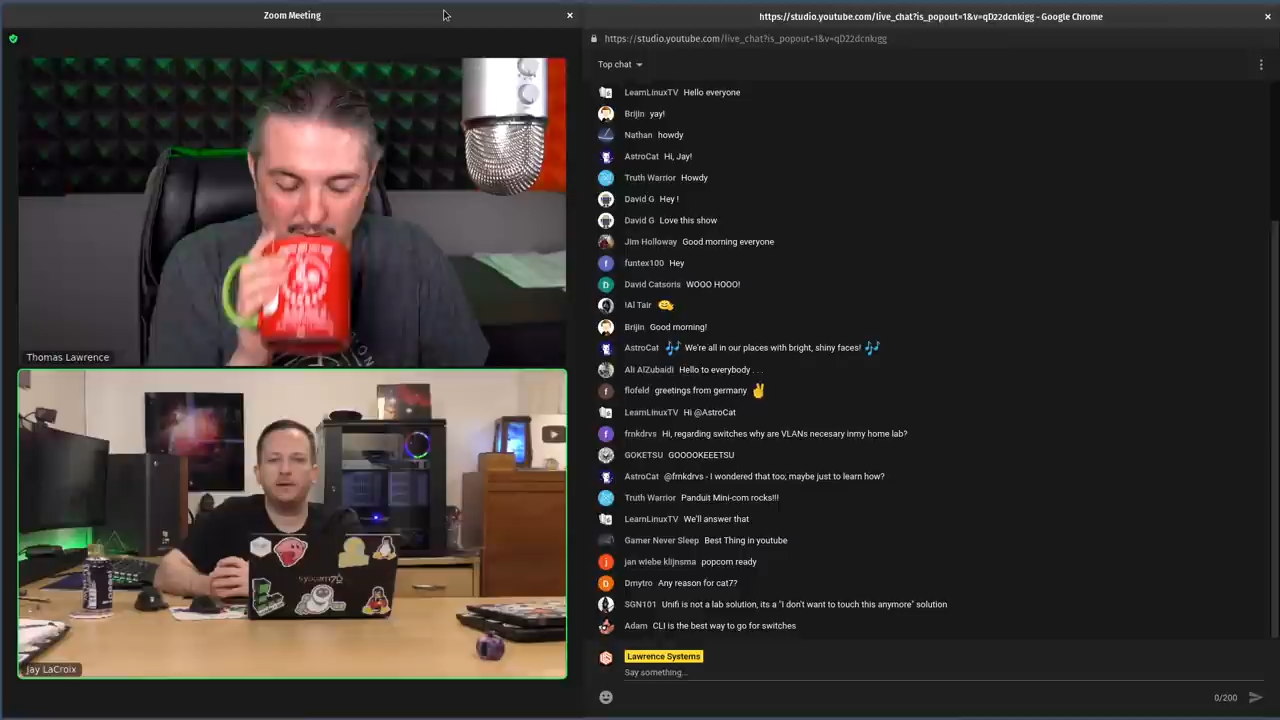 Zoom Meeting
https://studio.youtube.com/live_chat?is_popout=1&v=qD22dcnkigg - Google Chrome
https://studio.youtube.com/live_chat?is_popout=1&v=qD22dcnkigg
Top chat
LearnLinuxTV Hello everyone
Brijin yay!
Nathan howdy
AstroCat Hi, Jay!
Truth Warrior Howdy
David G Hey !
David G Love this show
Jim Holloway Good morning everyone
f funtex100 Hey
D David Catsoris WOOO HOOO!
!Al Tair
Brijin Good morning!
AstroCat 🎶 We're all in our places with bright, shiny faces! 🎶
Ali AlZubaidi Hello to everybody . . .
f flofeld greetings from germany ✌
LearnLinuxTV Hi @AstroCat
f frnkdrvs Hi, regarding switches why are VLANs necesary inmy home lab?
GOKETSU GOOOOKEEETSU
AstroCat @frnkdrvs - I wondered that too; maybe just to learn how?
Truth Warrior Panduit Mini-com rocks!!!
LearnLinuxTV We'll answer that
Gamer Never Sleep Best Thing in youtube
j jan wiebe klijnsma popcorn ready
D Dmytro Any reason for cat7?
SGN101 Unifi is not a lab solution, its a "I don't want to touch this anymore" solution
Adam CLI is the best way to go for switches
Lawrence Systems
Say something...
0/200
Thomas Lawrence
system76
Jay LaCroix